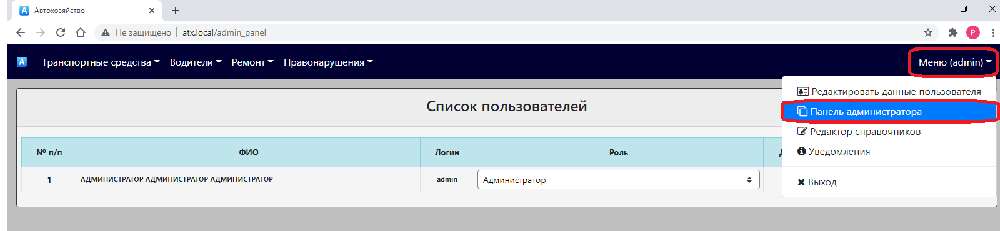 Автохозяйство
Не защищено
atx.local/admin_panel
P
Транспортные средства
Водители
Ремонт
Правонарушения
Меню (admin)
Редактировать данные пользователя
Панель администратора
Редактор справочников
Уведомления
Выход
Список пользователей
№ п/п
ФИО
Логин
Роль
1
АДМИНИСТРАТОР АДМИНИСТРАТОР АДМИНИСТРАТОР
admin
Администратор